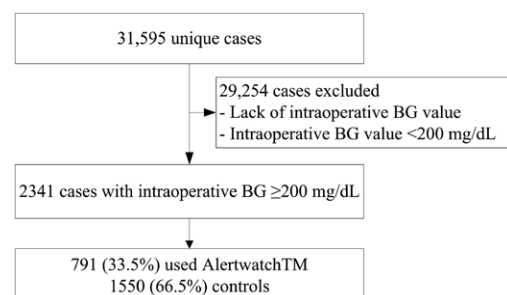 31,595 unique cases
29,254 cases excluded
- Lack of intraoperative BG value
- Intraoperative BG value <200 mg/dL
2341 cases with intraoperative BG ≥200 mg/dL
791 (33.5%) used AlertwatchTM
1550 (66.5%) controls